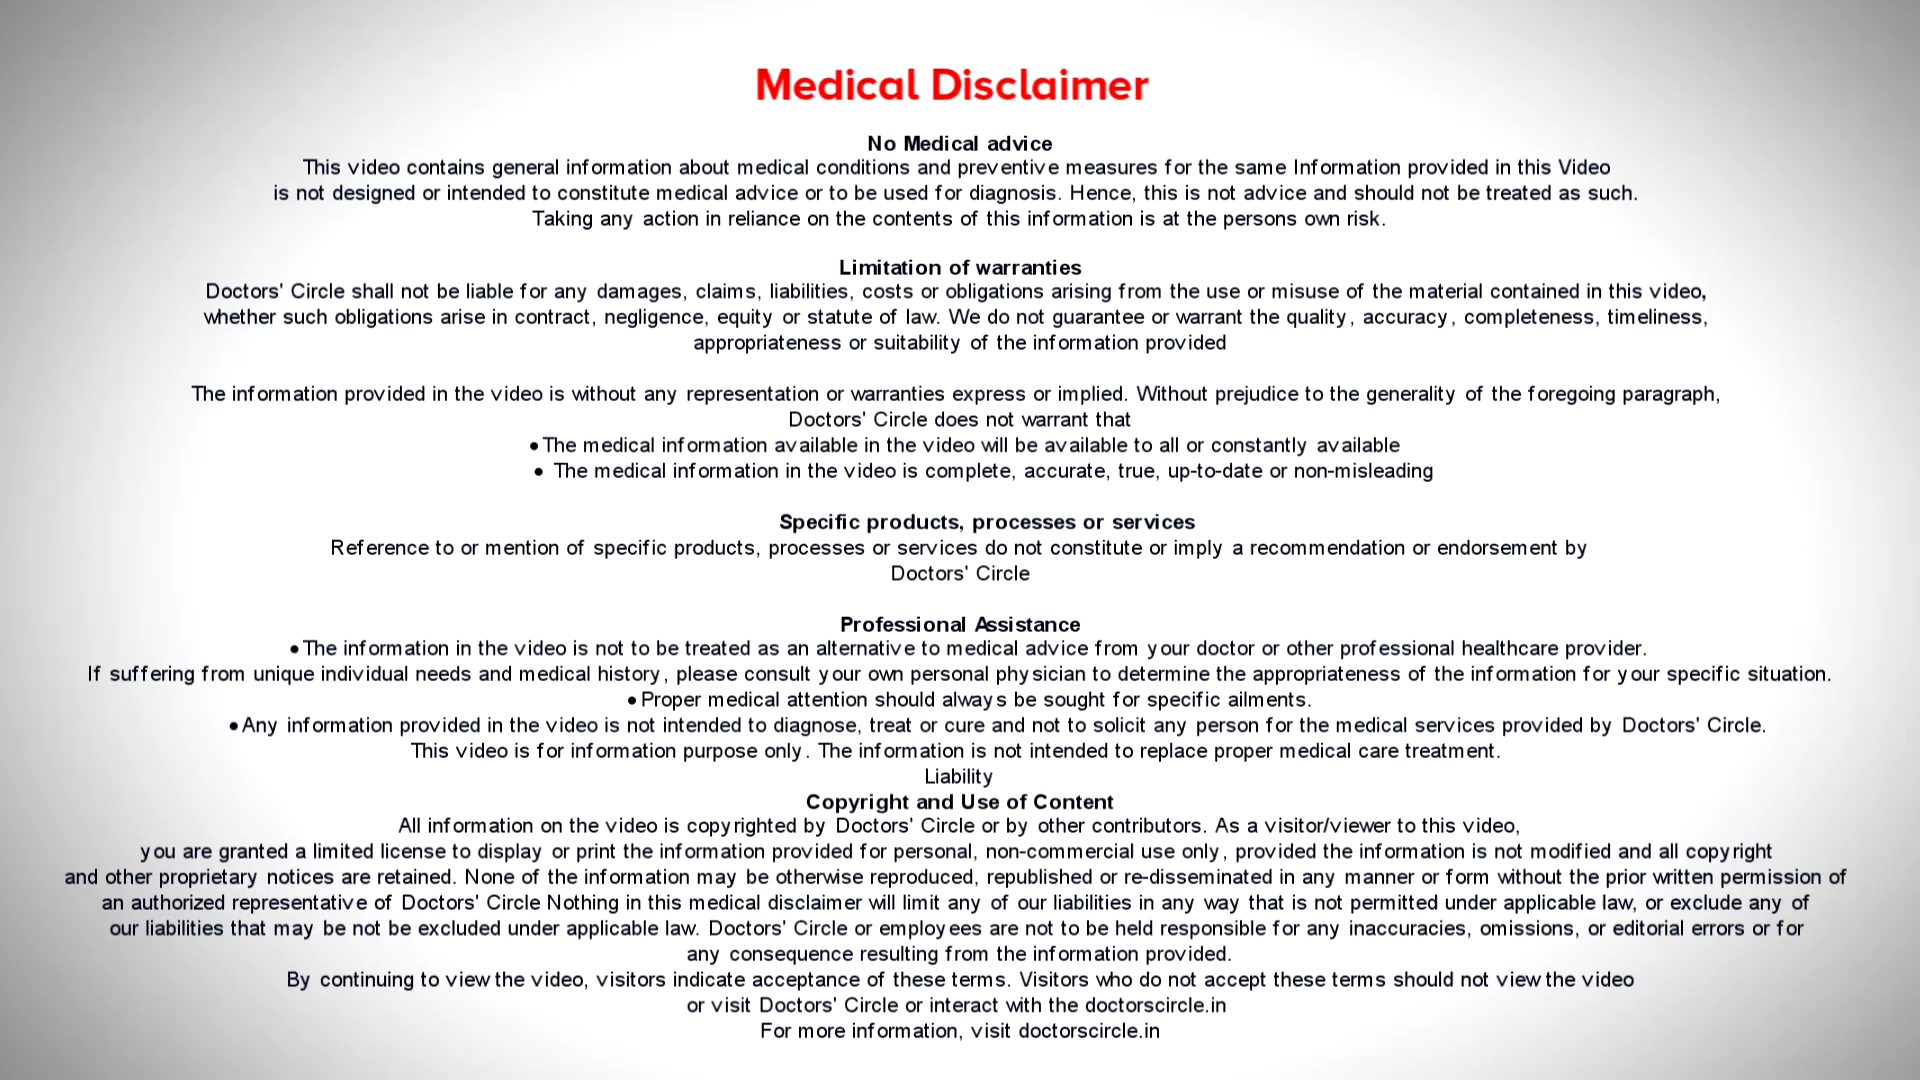 Medical Disclaimer
No Medical advice
This video contains general information about medical conditions and preventive measures for the same Information provided in this Video
is not designed or intended to constitute medical advice or to be used for diagnosis. Hence, this is not advice and should not be treated as such.
Taking any action in reliance on the contents of this information is at the persons own risk.
Limitation of warranties
Doctors' Circle shall not be liable for any damages, claims, liabilities, costs or obligations arising from the use or misuse of the material contained in this video,
whether such obligations arise in contract, negligence, equity or statute of law. We do not guarantee or warrant the quality, accuracy, completeness, timeliness,
appropriateness or suitability of the information provided
The information provided in the video is without any representation or warranties express or implied. Without prejudice to the generality of the foregoing paragraph,
Doctors' Circle does not warrant that
• The medical information available in the video will be available to all or constantly available
• The medical information in the video is complete, accurate, true, up-to-date or non-misleading
Specific products, processes or services
Reference to or mention of specific products, processes or services do not constitute or imply a recommendation or endorsement by
Doctors' Circle
Professional Assistance
• The information in the video is not to be treated as an alternative to medical advice from your doctor or other professional healthcare provider.
If suffering from unique individual needs and medical history, please consult your own personal physician to determine the appropriateness of the information for your specific situation.
• Proper medical attention should always be sought for specific ailments.
• Any information provided in the video is not intended to diagnose, treat or cure and not to solicit any person for the medical services provided by Doctors' Circle.
This video is for information purpose only. The information is not intended to replace proper medical care treatment.
Liability
Copyright and Use of Content
All information on the video is copyrighted by Doctors' Circle or by other contributors. As a visitor/viewer to this video,
you are granted a limited license to display or print the information provided for personal, non-commercial use only, provided the information is not modified and all copyright
and other proprietary notices are retained. None of the information may be otherwise reproduced, republished or re-disseminated in any manner or form without the prior written permission of
an authorized representative of Doctors' Circle Nothing in this medical disclaimer will limit any of our liabilities in any way that is not permitted under applicable law, or exclude any of
our liabilities that may be not be excluded under applicable law. Doctors' Circle or employees are not to be held responsible for any inaccuracies, omissions, or editorial errors or for
any consequence resulting from the information provided.
By continuing to view the video, visitors indicate acceptance of these terms. Visitors who do not accept these terms should not view the video
or visit Doctors' Circle or interact with the doctorscircle.in
For more information, visit doctorscircle.in